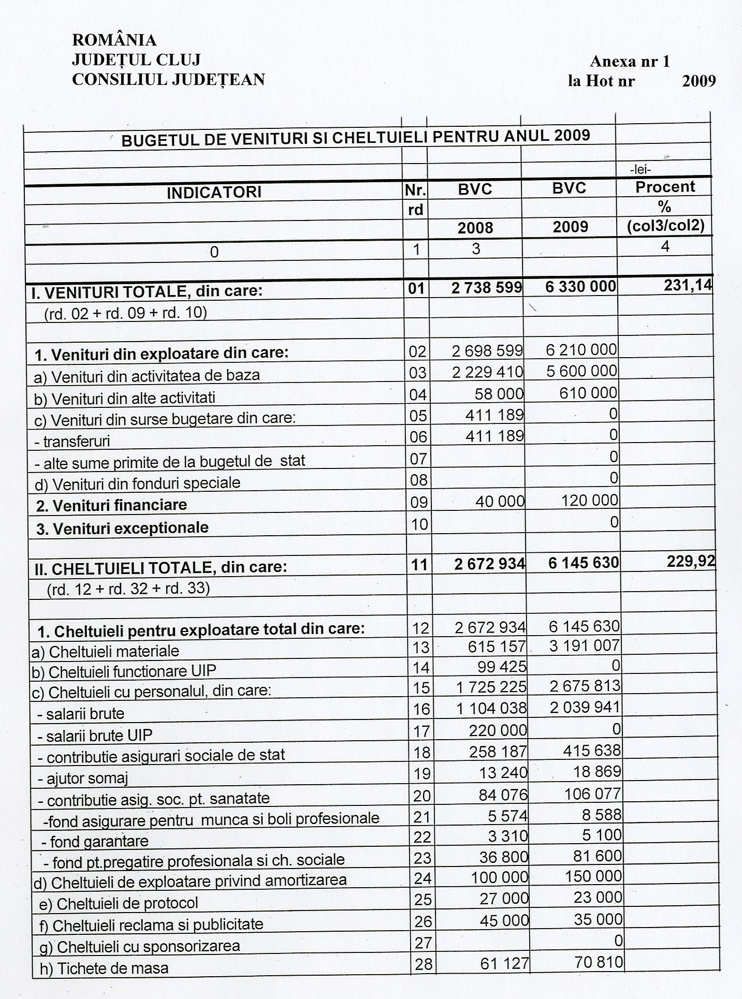 ROMÂNIA
JUDEȚUL CLUJ
CONSILIUL JUDEȚEAN
Anexa nr 1
la Hot nr 2009
BUGETUL DE VENITURI SI CHELTUIELI PENTRU ANUL 2009
-lei-
INDICATORI Nr. BVC BVC Procent
rd %
2008 2009 (col3/col2)
0 1 3 4
I. VENITURI TOTALE, din care: 01 2 738 599 6 330 000 231,14
(rd. 02 + rd. 09 + rd. 10)
1. Venituri din exploatare din care: 02 2 698 599 6 210 000
a) Venituri din activitatea de baza 03 2 229 410 5 600 000
b) Venituri din alte activitati 04 58 000 610 000
c) Venituri din surse bugetare din care: 05 411 189 0
- transferuri 06 411 189 0
- alte sume primite de la bugetul de stat 07 0
d) Venituri din fonduri speciale 08 0
2. Venituri financiare 09 40 000 120 000
3. Venituri exceptionale 10 0
II. CHELTUIELI TOTALE, din care: 11 2 672 934 6 145 630 229,92
(rd. 12 + rd. 32 + rd. 33)
1. Cheltuieli pentru exploatare total din care: 12 2 672 934 6 145 630
a) Cheltuieli materiale 13 615 157 3 191 007
b) Cheltuieli functionare UIP 14 99 425 0
c) Cheltuieli cu personalul, din care: 15 1 725 225 2 675 813
- salarii brute 16 1 104 038 2 039 941
- salarii brute UIP 17 220 000 0
- contributie asigurari sociale de stat 18 258 187 415 638
- ajutor somaj 19 13 240 18 869
- contributie asig. soc. pt. sanatate 20 84 076 106 077
-fond asigurare pentru munca si boli profesionale 21 5 574 8 588
- fond garantare 22 3 310 5 100
- fond pt.pregatire profesionala si ch. sociale 23 36 800 81 600
d) Cheltuieli de exploatare privind amortizarea 24 100 000 150 000
e) Cheltuieli de protocol 25 27 000 23 000
f) Cheltuieli reclama si publicitate 26 45 000 35 000
g) Cheltuieli cu sponsorizarea 27 0
h) Tichete de masa 28 61 127 70 810